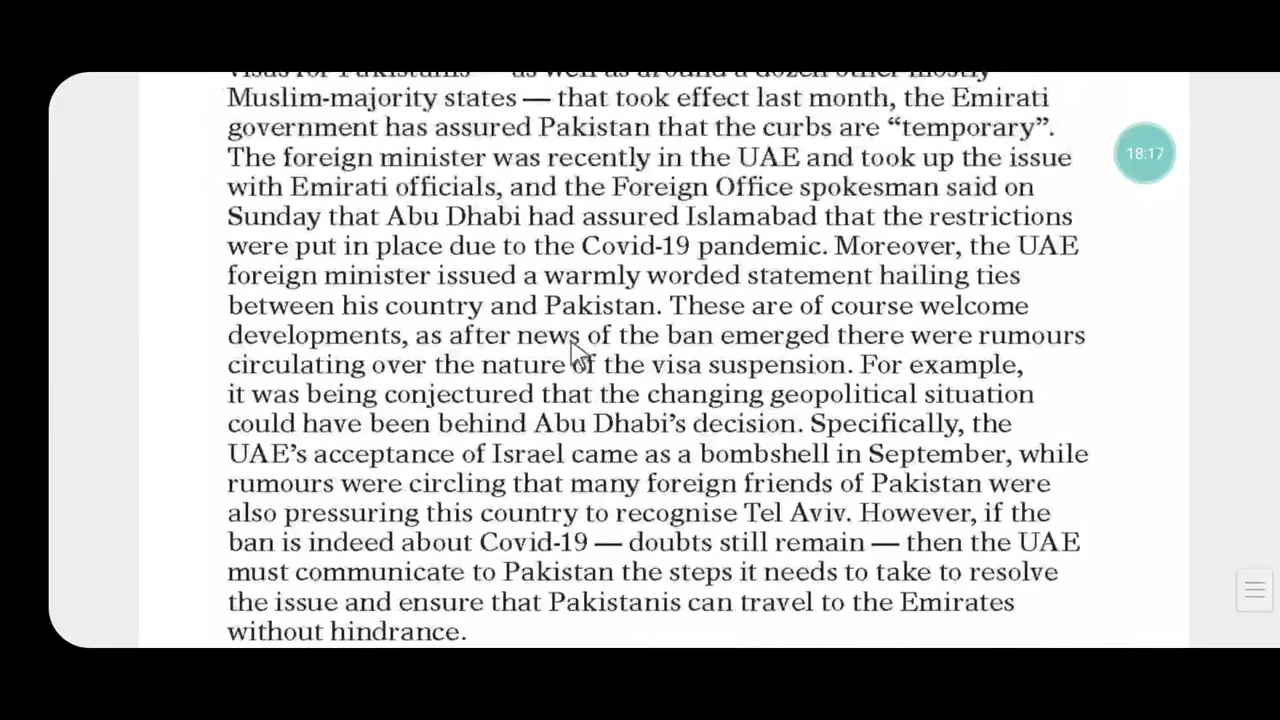 visas for Pakistanis — as well as around a dozen other mostly
Muslim-majority states — that took effect last month, the Emirati
government has assured Pakistan that the curbs are “temporary”.
The foreign minister was recently in the UAE and took up the issue
with Emirati officials, and the Foreign Office spokesman said on
Sunday that Abu Dhabi had assured Islamabad that the restrictions
were put in place due to the Covid-19 pandemic. Moreover, the UAE
foreign minister issued a warmly worded statement hailing ties
between his country and Pakistan. These are of course welcome
developments, as after news of the ban emerged there were rumours
circulating over the nature of the visa suspension. For example,
it was being conjectured that the changing geopolitical situation
could have been behind Abu Dhabi’s decision. Specifically, the
UAE’s acceptance of Israel came as a bombshell in September, while
rumours were circling that many foreign friends of Pakistan were
also pressuring this country to recognise Tel Aviv. However, if the
ban is indeed about Covid-19 — doubts still remain — then the UAE
must communicate to Pakistan the steps it needs to take to resolve
the issue and ensure that Pakistanis can travel to the Emirates
without hindrance.
18:17